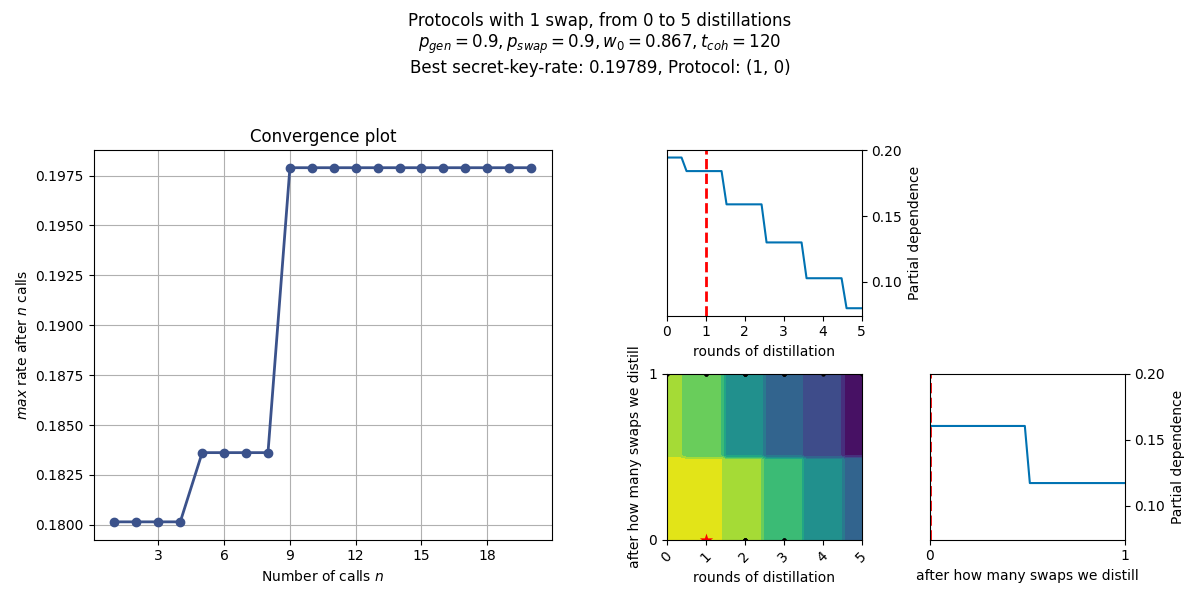 Protocols with 1 swap, from 0 to 5 distillations
p_gen = 0.9, p_swap = 0.9, w_0 = 0.867, t_coh = 120
Best secret-key-rate: 0.19789, Protocol: (1, 0)
Convergence plot
max rate after n calls
0.1975
0.1950
0.1925
0.1900
0.1875
0.1850
0.1825
0.1800
3 6 9 12 15 18
Number of calls n
0.20
0.15
0.10
Partial dependence
0 1 2 3 4 5
rounds of distillation
after how many swaps we distill
1
0
0 1 2 3 4 5
rounds of distillation
0.20
0.15
0.10
Partial dependence
0 1
after how many swaps we distill